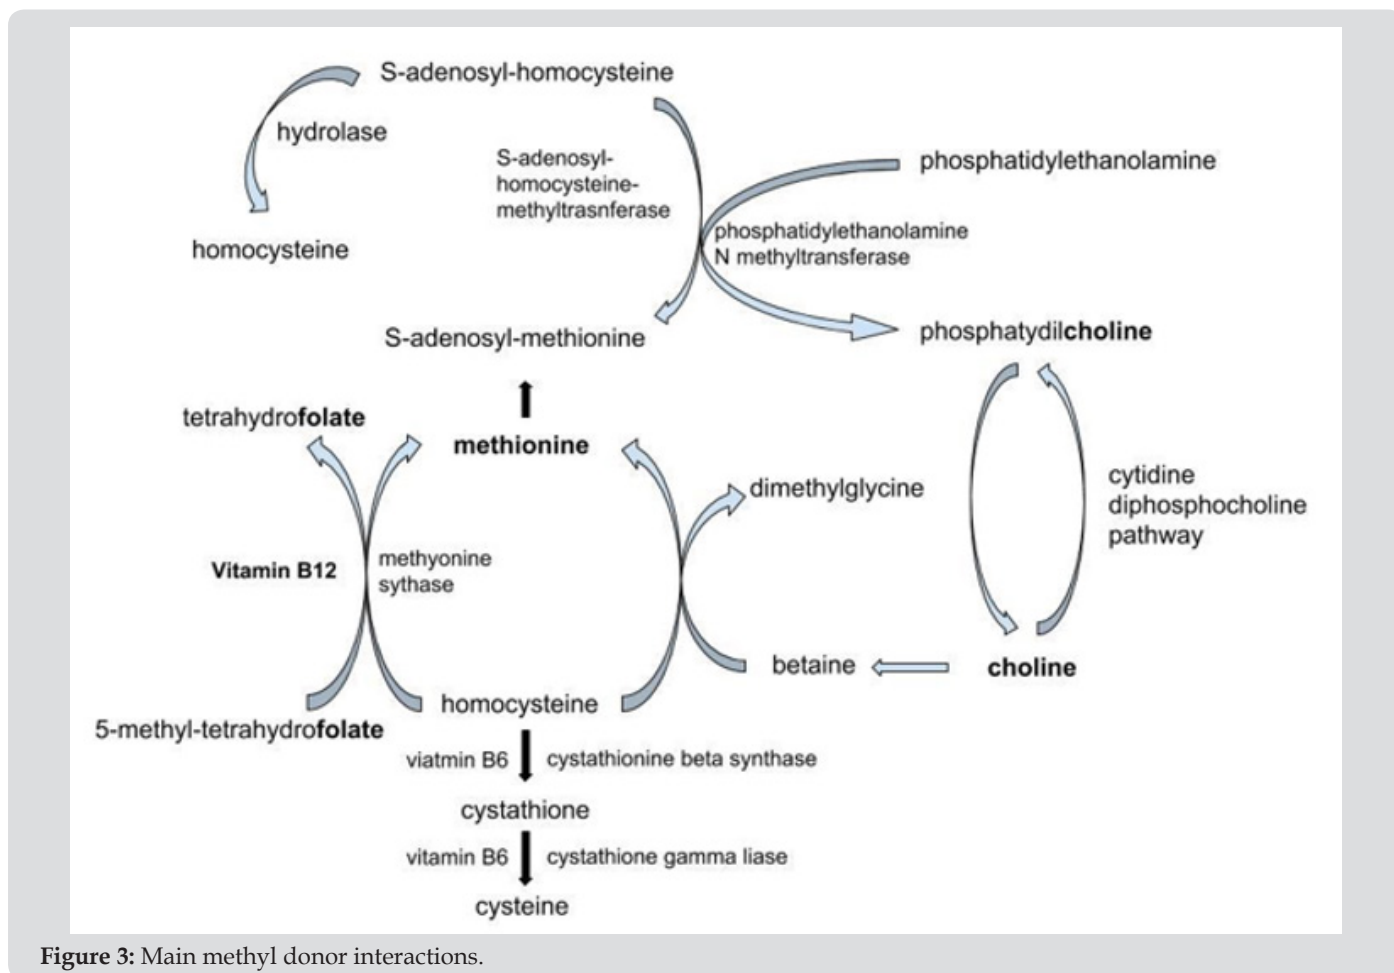 S-adenosyl-homocysteine
hydrolase
S-adenosyl-
homocysteine-
methyltrasnferase
phosphatidylethanolamine
phosphatidylethanolamine
N methyltransferase
homocysteine
S-adenosyl-methionine
phosphatydilcholine
tetrahydrofolate
methionine
dimethylglycine
cytidine
diphosphocholine
pathway
Vitamin B12
methyonine
sythase
betaine
choline
homocysteine
5-methyl-tetrahydrofolate
viatmin B6
cystathionine beta synthase
cystathione
vitamin B6
cystathione gamma liase
cysteine
Figure 3: Main methyl donor interactions.